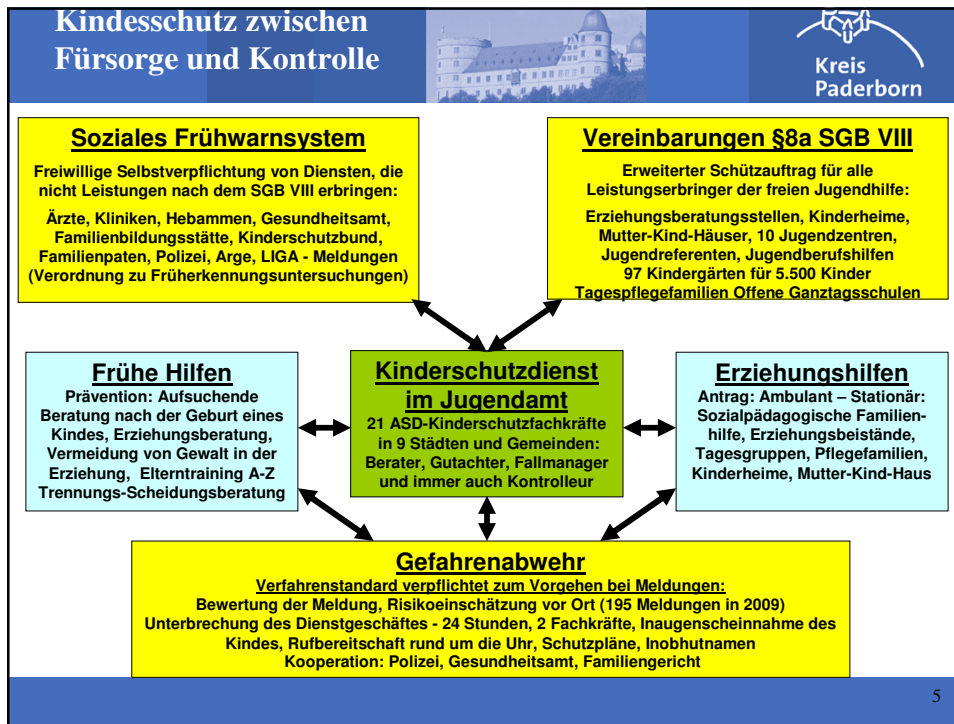 Kindesschutz zwischen
Fürsorge und Kontrolle
Kreis
Paderborn
Soziales Frühwarnsystem
Freiwillige Selbstverpflichtung von Diensten, die
nicht Leistungen nach dem SGB VIII erbringen:
Ärzte, Kliniken, Hebammen, Gesundheitsamt,
Familienbildungsstätte, Kinderschutzbund,
Familienpaten, Polizei, Arge, LIGA - Meldungen
(Verordnung zu Früherkennungsuntersuchungen)
Vereinbarungen §8a SGB VIII
Erweiterter Schützauftrag für alle
Leistungserbringer der freien Jugendhilfe:
Erziehungsberatungsstellen, Kinderheime,
Mutter-Kind-Häuser, 10 Jugendzentren,
Jugendreferenten, Jugendberufshilfen
97 Kindergärten für 5.500 Kinder
Tagespflegefamilien Offene Ganztagsschulen
Frühe Hilfen
Prävention: Aufsuchende
Beratung nach der Geburt eines
Kindes, Erziehungsberatung,
Vermeidung von Gewalt in der
Erziehung, Elterntraining A-Z
Trennungs-Scheidungsberatung
Kinderschutzdienst
im Jugendamt
21 ASD-Kinderschutzfachkräfte
in 9 Städten und Gemeinden:
Berater, Gutachter, Fallmanager
und immer auch Kontrolleur
Erziehungshilfen
Antrag: Ambulant – Stationär:
Sozialpädagogische Familien-
hilfe, Erziehungsbeistände,
Tagesgruppen, Pflegefamilien,
Kinderheime, Mutter-Kind-Haus
Gefahrenabwehr
Verfahrenstandard verpflichtet zum Vorgehen bei Meldungen:
Bewertung der Meldung, Risikoeinschätzung vor Ort (195 Meldungen in 2009)
Unterbrechung des Dienstgeschäftes - 24 Stunden, 2 Fachkräfte, Inaugenscheinnahme des
Kindes, Rufbereitschaft rund um die Uhr, Schutzpläne, Inobhutnamen
Kooperation: Polizei, Gesundheitsamt, Familiengericht
5